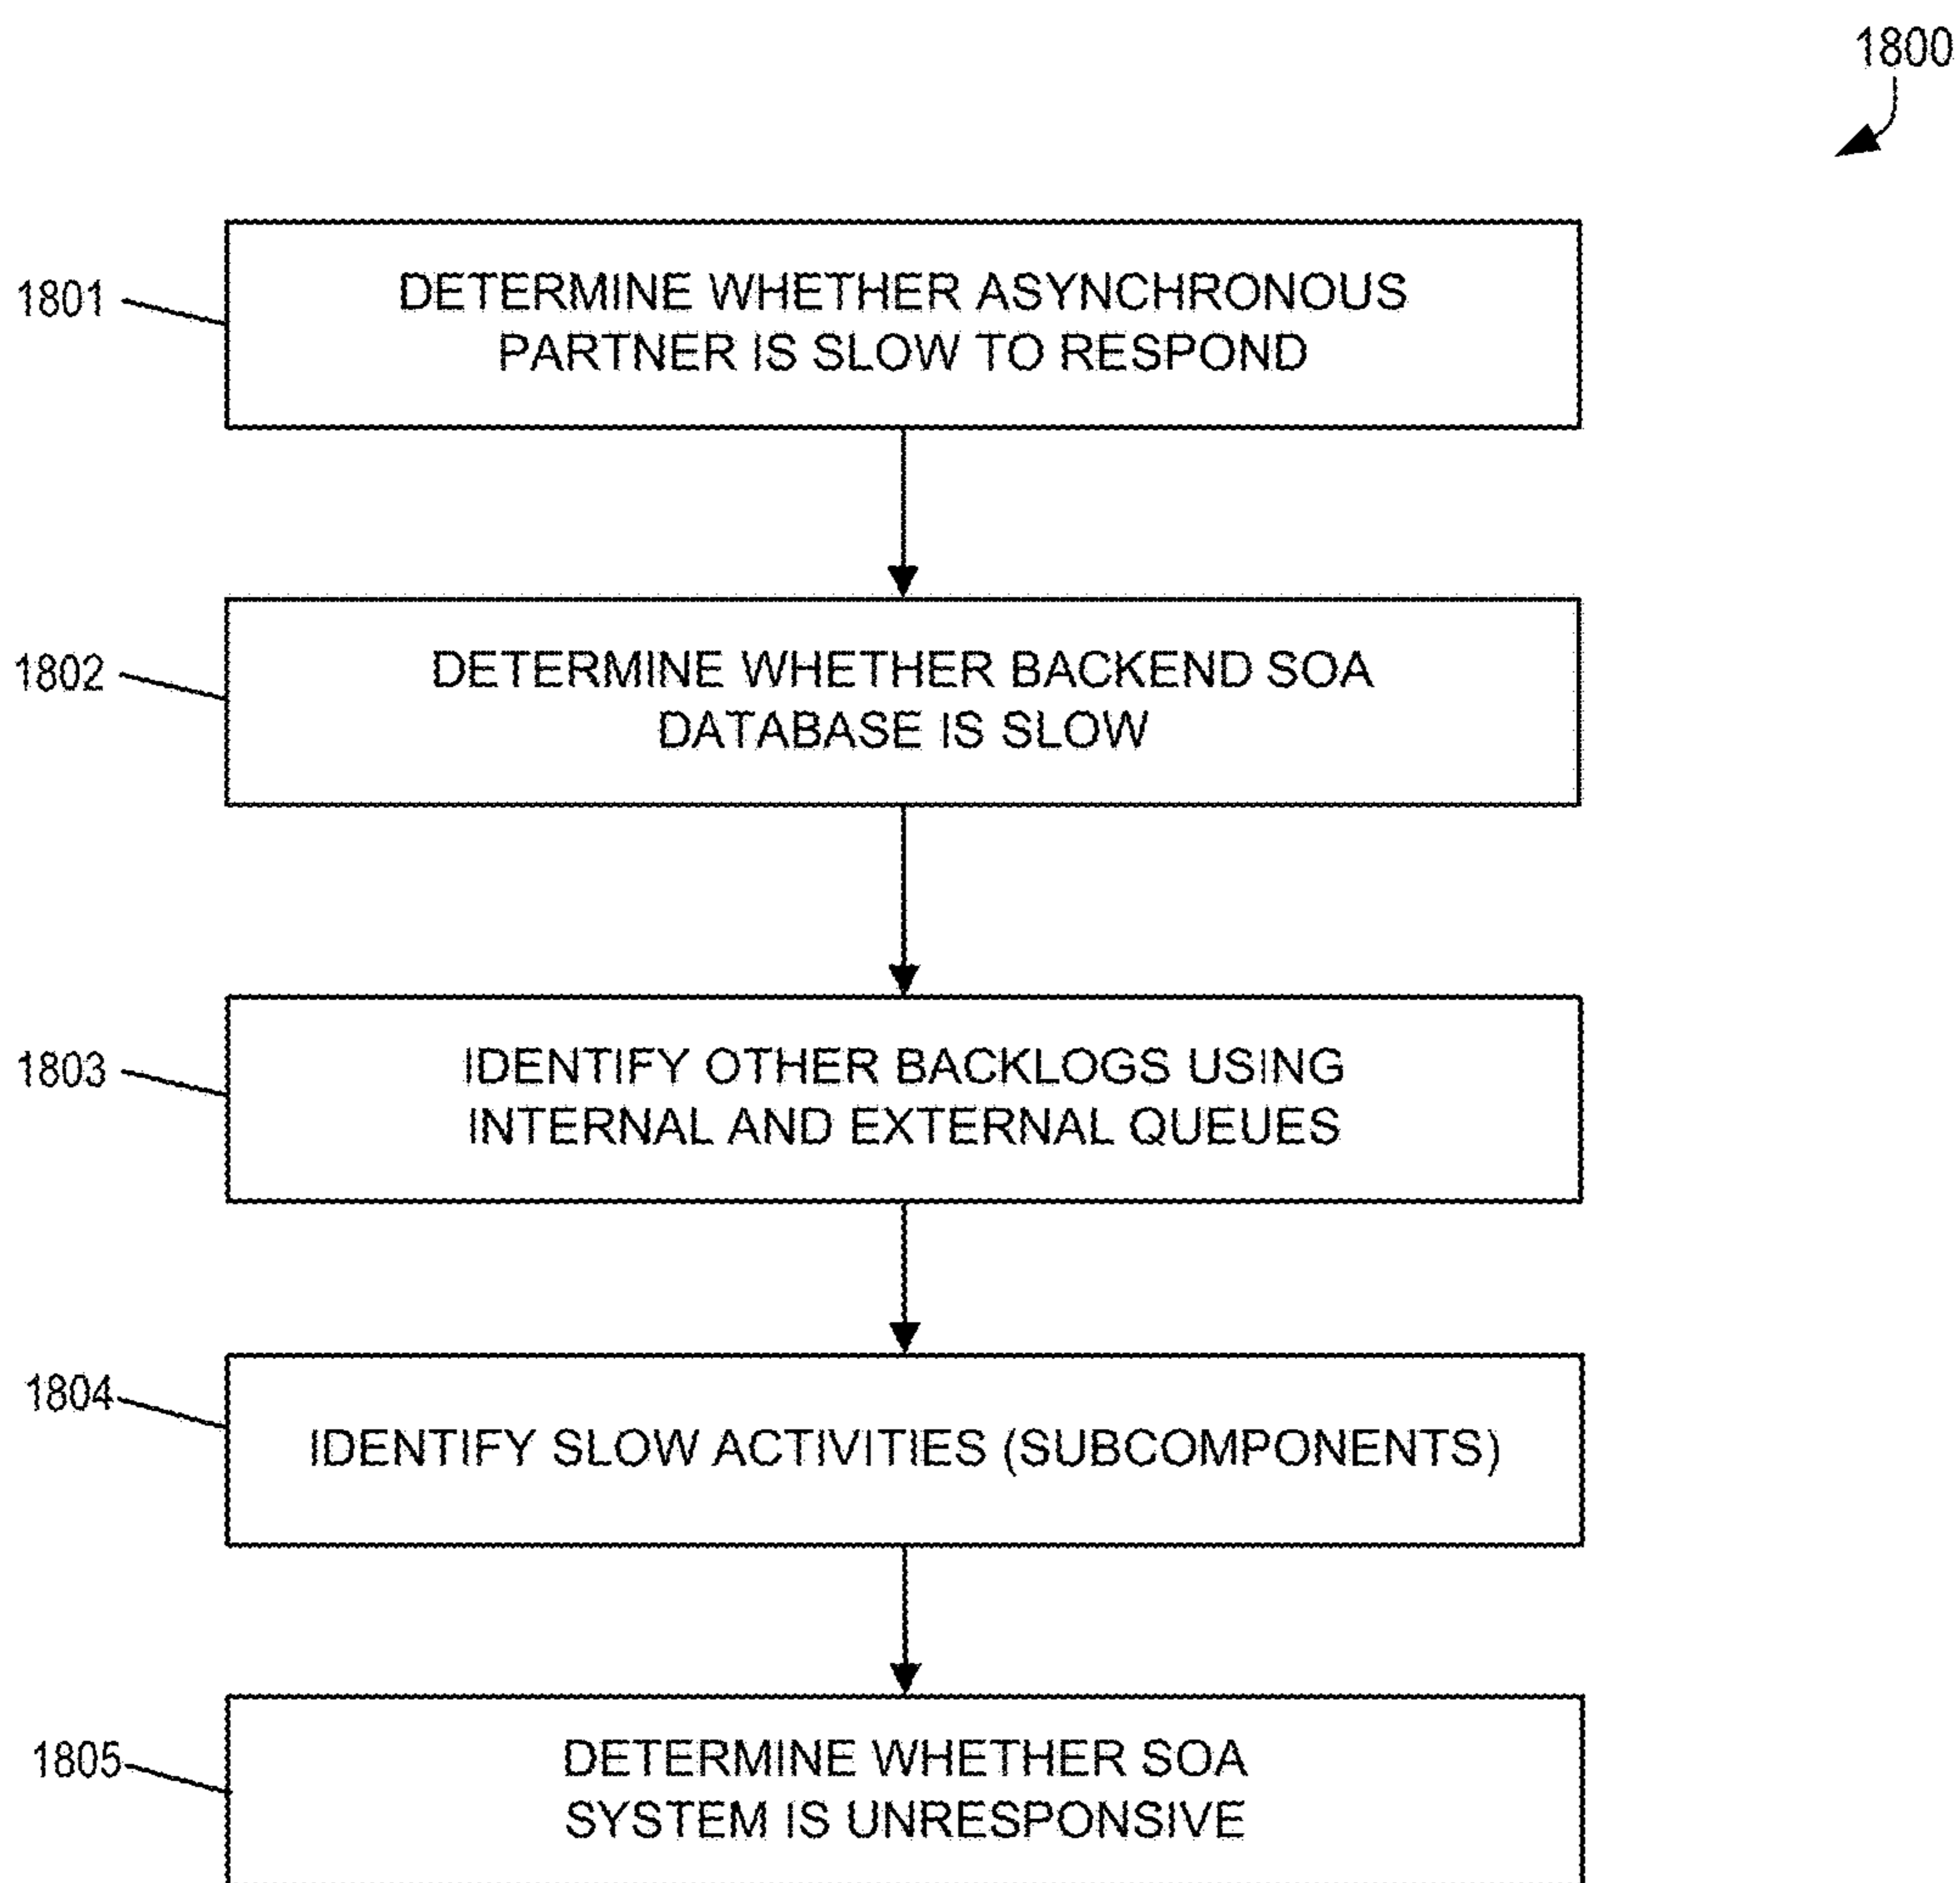 1800
1801
DETERMINE WHETHER ASYNCHRONOUS
PARTNER IS SLOW TO RESPOND
1802
DETERMINE WHETHER BACKEND SOA
DATABASE IS SLOW
1803
IDENTIFY OTHER BACKLOGS USING
INTERNAL AND EXTERNAL QUEUES
1804
IDENTIFY SLOW ACTIVITIES (SUBCOMPONENTS)
1805
DETERMINE WHETHER SOA
SYSTEM IS UNRESPONSIVE